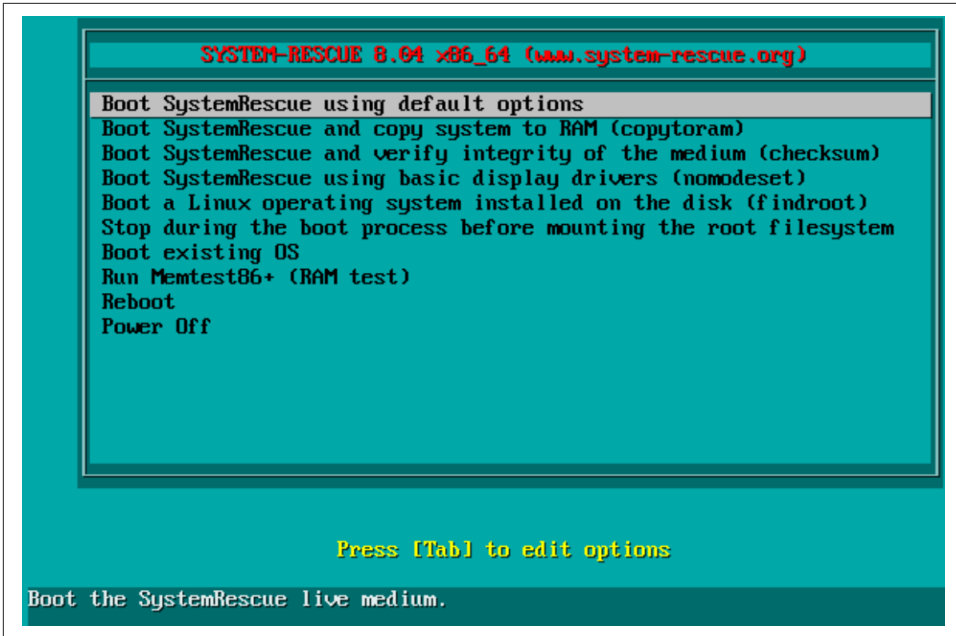 SYSTEM-RESCUE 8.04 x86_64 (www.system-rescue.org)
Boot SystemRescue using default options
Boot SystemRescue and copy system to RAM (copytoram)
Boot SystemRescue and verify integrity of the medium (checksum)
Boot SystemRescue using basic display drivers (nomodeset)
Boot a Linux operating system installed on the disk (findroot)
Stop during the boot process before mounting the root filesystem
Boot existing OS
Run Memtest86+ (RAM test)
Reboot
Power Off
Press [Tab] to edit options
Boot the SystemRescue live medium.